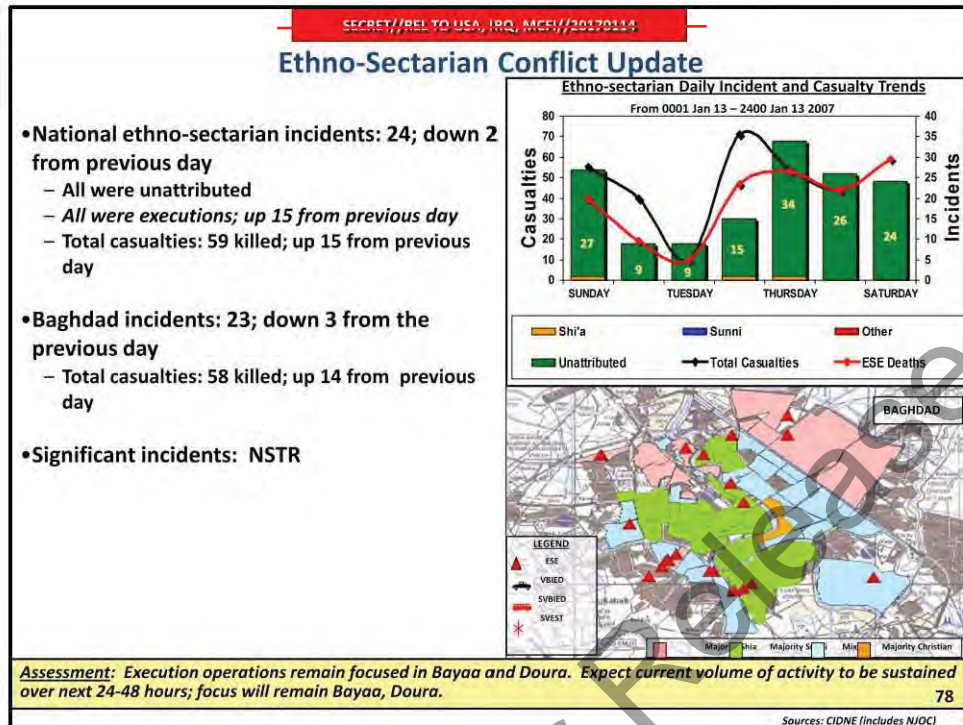 SECRET//REL TO USA, IRQ, MCFI//20170114
Ethno-Sectarian Conflict Update
•National ethno-sectarian incidents: 24; down 2
from previous day
– All were unattributed
– All were executions; up 15 from previous day
– Total casualties: 59 killed; up 15 from previous
day
•Baghdad incidents: 23; down 3 from the
previous day
– Total casualties: 58 killed; up 14 from previous
day
•Significant incidents: NSTR
Ethno-sectarian Daily Incident and Casualty Trends
From 0001 Jan 13 – 2400 Jan 13 2007
Casualties
80
70
60
50
40
30
20
10
0
27
9
9
15
34
26
24
40
35
30
25
20
15
10
5
0
Incidents
SUNDAY TUESDAY THURSDAY SATURDAY
Shi'a Sunni Other
Unattributed Total Casualties ESE Deaths
BAGHDAD
LEGEND
ESE
VBIED
SVBIED
SVEST
Majority Christian
Release
Assessment: Execution operations remain focused in Bayaa and Doura. Expect current volume of activity to be sustained
over next 24-48 hours; focus will remain Bayaa, Doura.
78
Sources: CIDNE (includes NJOC)